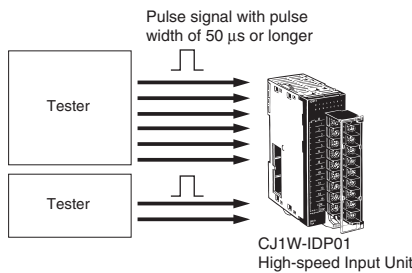 Pulse signal with pulse
width of 50 μs or longer
Tester
Tester
CJ1W-IDP01
High-speed Input Unit